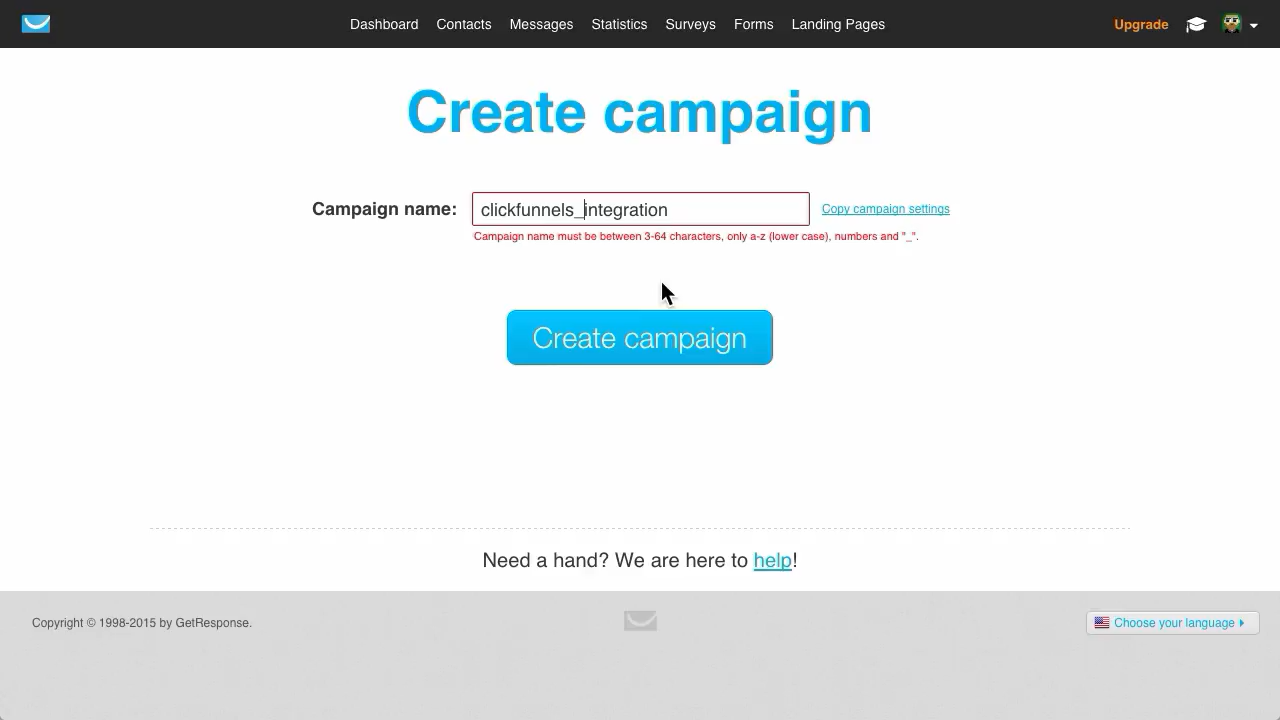 Dashboard Contacts Messages Statistics Surveys Forms Landing Pages Upgrade
Create campaign
Campaign name: clickfunnels_integration Copy campaign settings
Campaign name must be between 3-64 characters, only a-z (lower case), numbers and "_".
Create campaign
Need a hand? We are here to help!
Copyright © 1998-2015 by GetResponse. Choose your language